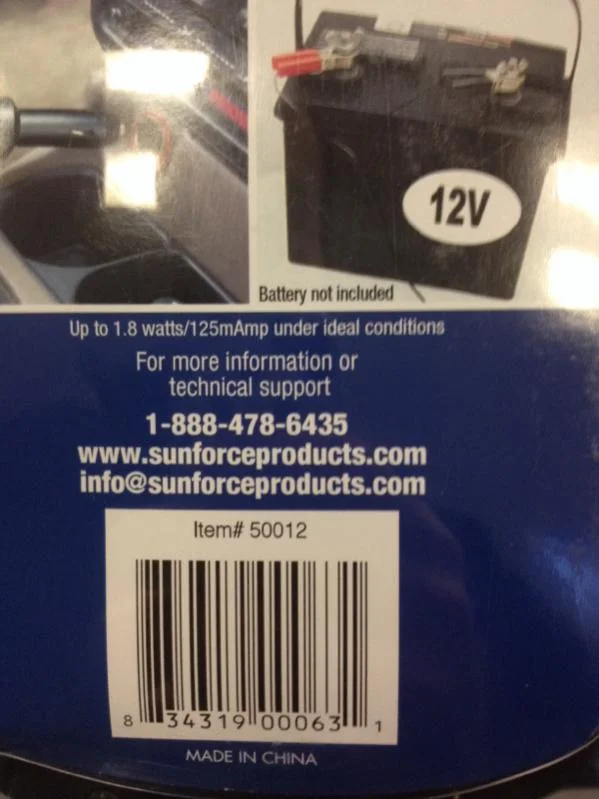 12V
Battery not included
Up to 1.8 watts/125mAmp under ideal conditions
For more information or
technical support
1-888-478-6435
www.sunforceproducts.com
info@sunforceproducts.com
Item# 50012
8 34319 00063 1
MADE IN CHINA